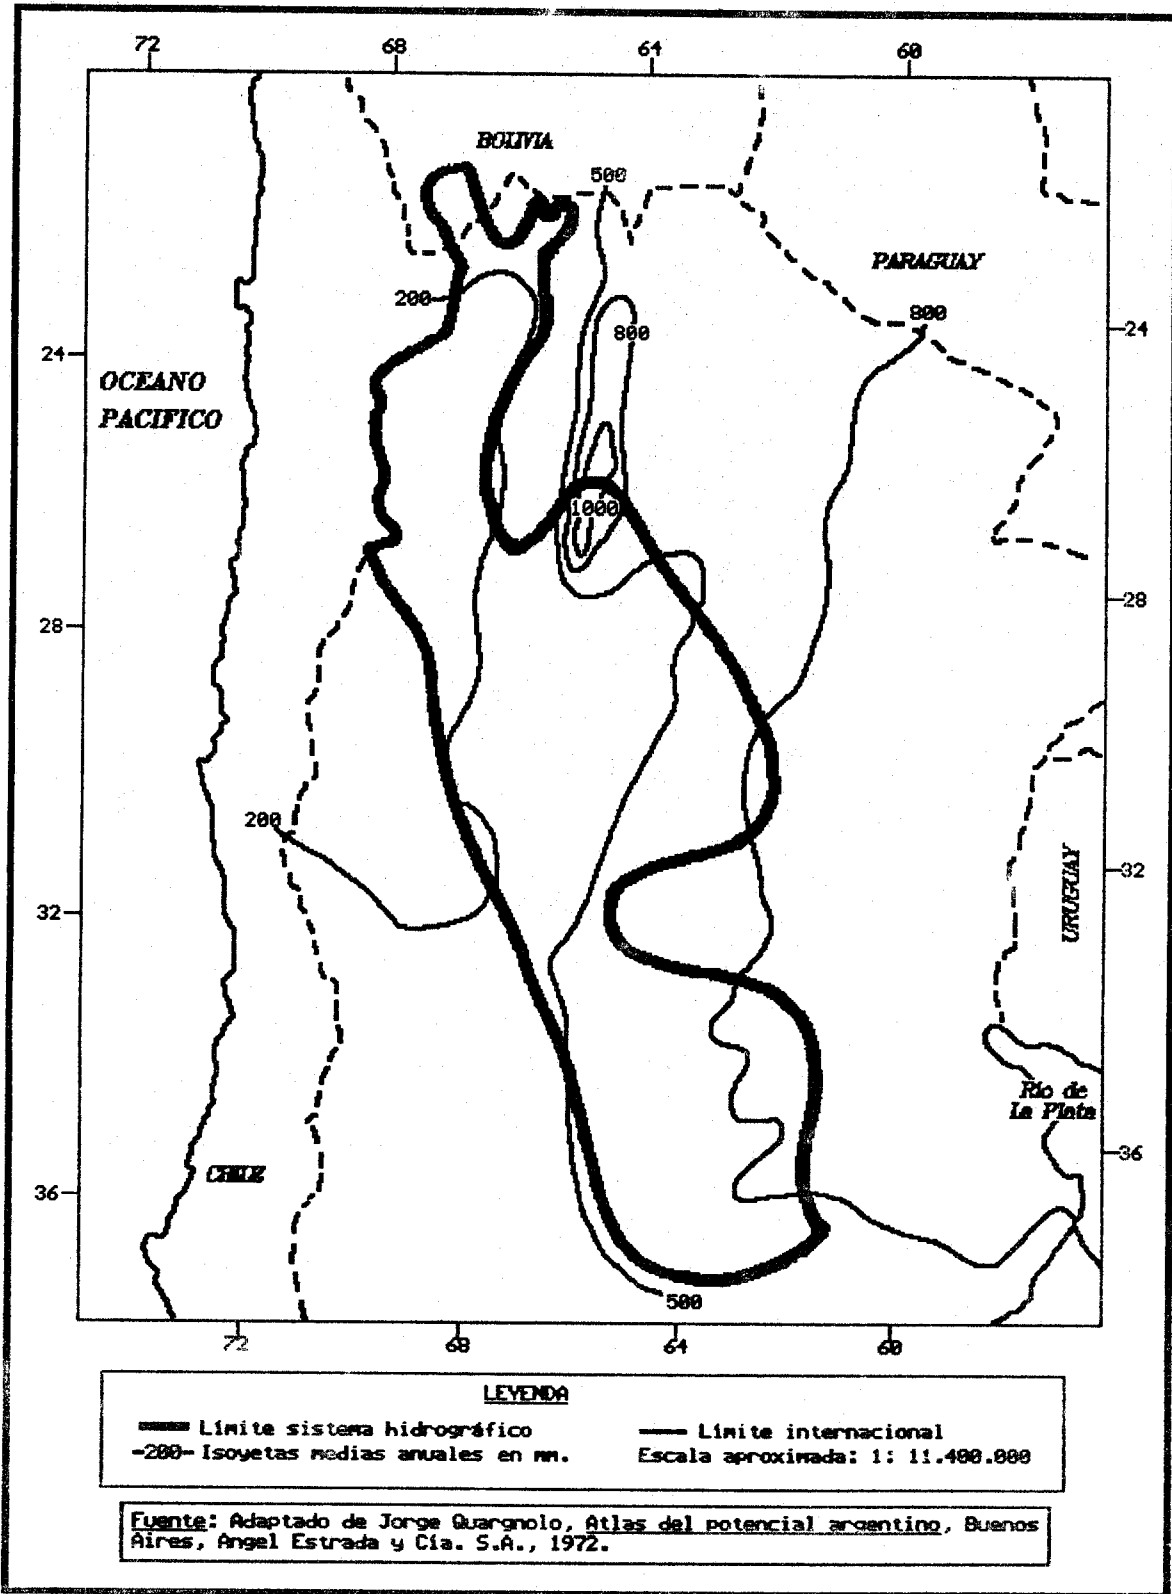 72 68 64 60
BOLIVIA
500
PARAGUAY
200
800
800
24
24
OCEANO
PACIFICO
1000
28
28
200
32
32
URUGUAY
Río de
La Plata
36
36
CHILE
500
72 68 64 60
LEYENDA
Límite sistema hidrográfico
Límite internacional
-200- Isoyetas medias anuales en mm.
Escala aproximada: 1: 11.400.000
Fuente: Adaptado de Jorge Quargnolo, Atlas del potencial argentino, Buenos
Aires, Angel Estrada y Cía. S.A., 1972.